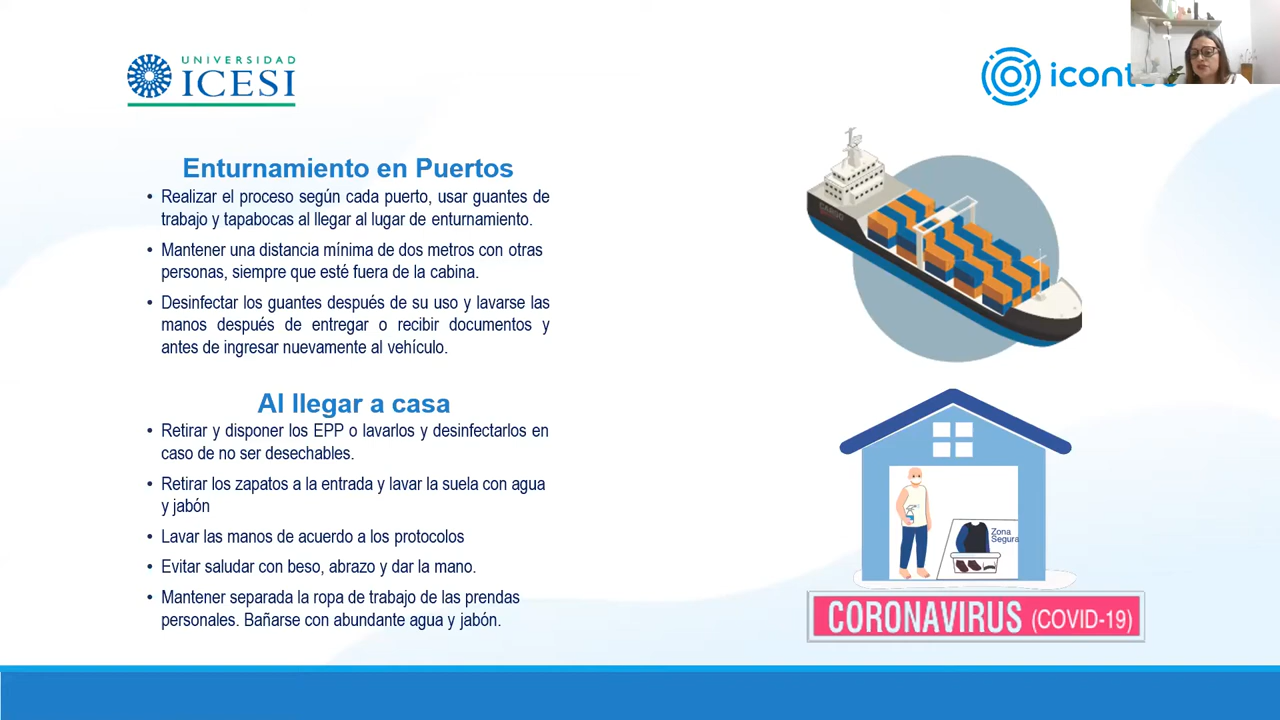 UNIVERSIDAD
ICESI
Enturnamiento en Puertos
• Realizar el proceso según cada puerto, usar guantes de
trabajo y tapabocas al llegar al lugar de enturnamiento.
• Mantener una distancia mínima de dos metros con otras
personas, siempre que esté fuera de la cabina.
• Desinfectar los guantes después de su uso y lavarse las
manos después de entregar o recibir documentos y
antes de ingresar nuevamente al vehículo.
Al llegar a casa
• Retirar y disponer los EPP o lavarlos y desinfectarlos en
caso de no ser desechables.
• Retirar los zapatos a la entrada y lavar la suela con agua
y jabón
• Lavar las manos de acuerdo a los protocolos
• Evitar saludar con beso, abrazo y dar la mano.
• Mantener separada la ropa de trabajo de las prendas
personales. Bañarse con abundante agua y jabón.
Zona
Segura
CORONAVIRUS (COVID-19)